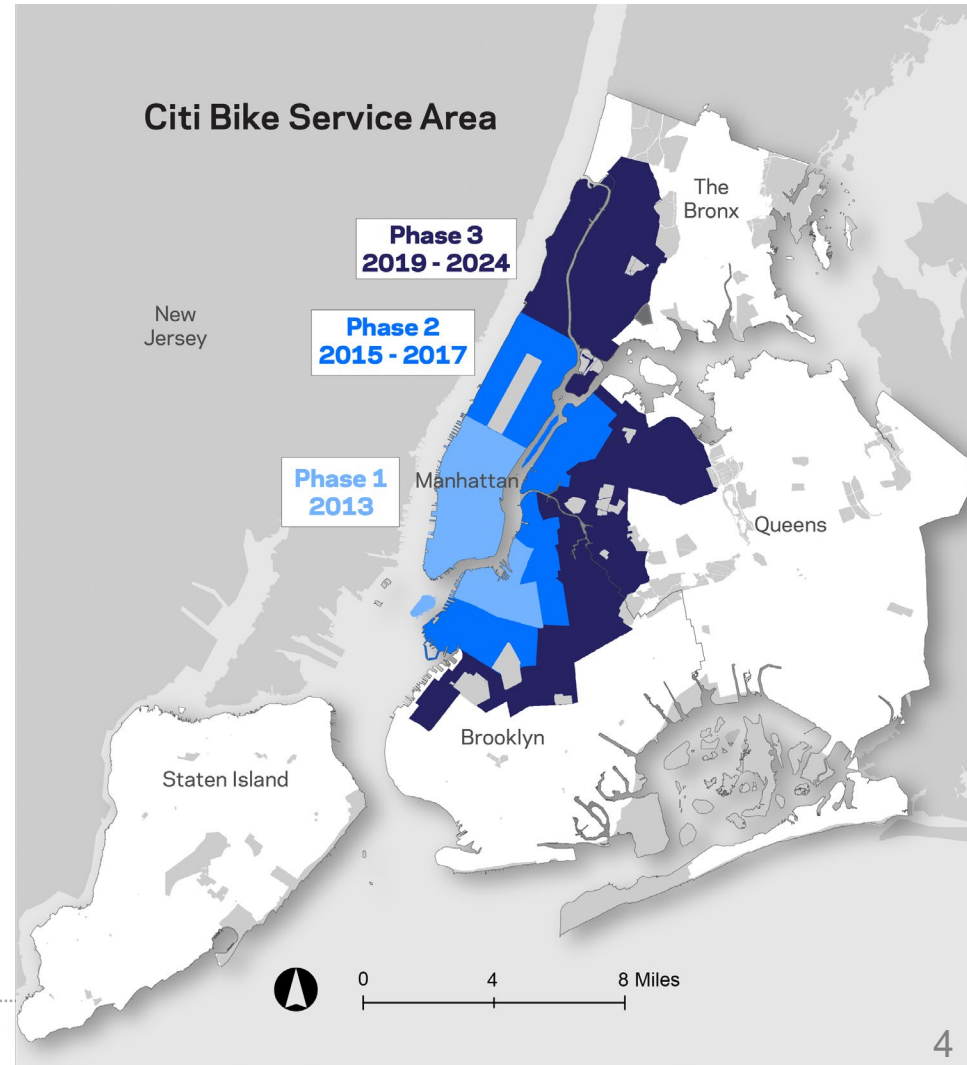 Citi Bike Service Area
The
Bronx
Phase 3
2019 - 2024
New
Jersey
Phase 2
2015 - 2017
Manhattan
Phase 1
2013
Queens
Brooklyn
Staten Island
0 4 8 Miles
4